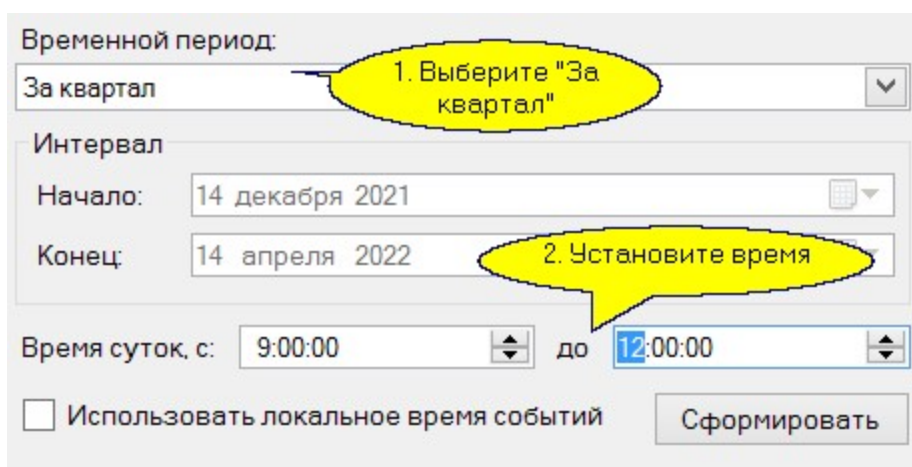 Временной период:
За квартал
1. Выберите "За
квартал"
Интервал
Начало: 14 декабря 2021
Конец: 14 апреля 2022
2. Установите время
Время суток, с: 9:00:00 до 12:00:00
Использовать локальное время событий
Сформировать